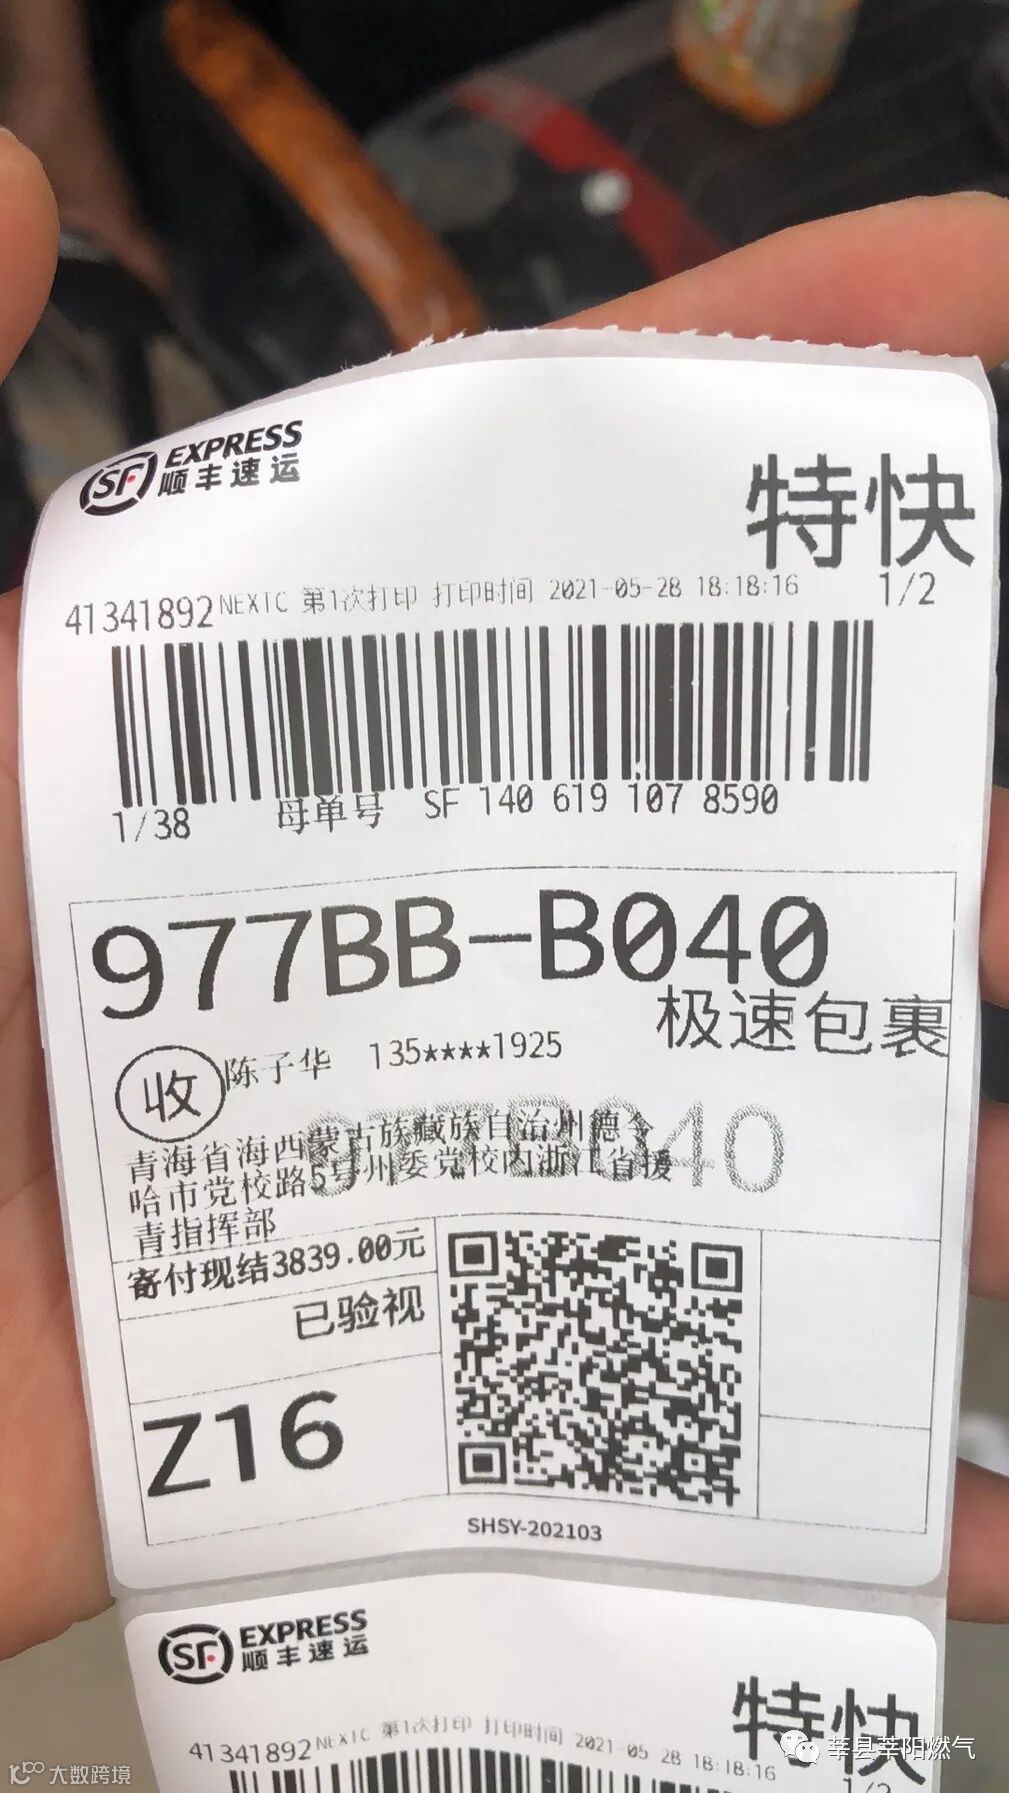 SF EXPRESS
顺丰速运
特快
41341892 NEXTC 第1次打印 打印时间 2021-05-28 18:18:16 1/2
1/38 母单号 SF 140 619 107 8590
977BB-B040
极速包裹
收 陈子华 135****1925
青海省海西蒙古族藏族自治州德令
哈市党校路5号州委党校内浙江省援
青指挥部
寄付现结3839.00元
已验视
Z16
SHSY-202103
SF EXPRESS
顺丰速运
特快
41341892 NEXTC 第1次打印 打印时间 2021-05-28 18:18:16
莘县莘阳燃气
大数跨境